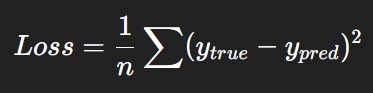 Loss = 1/n ∑(y_true − y_pred)²